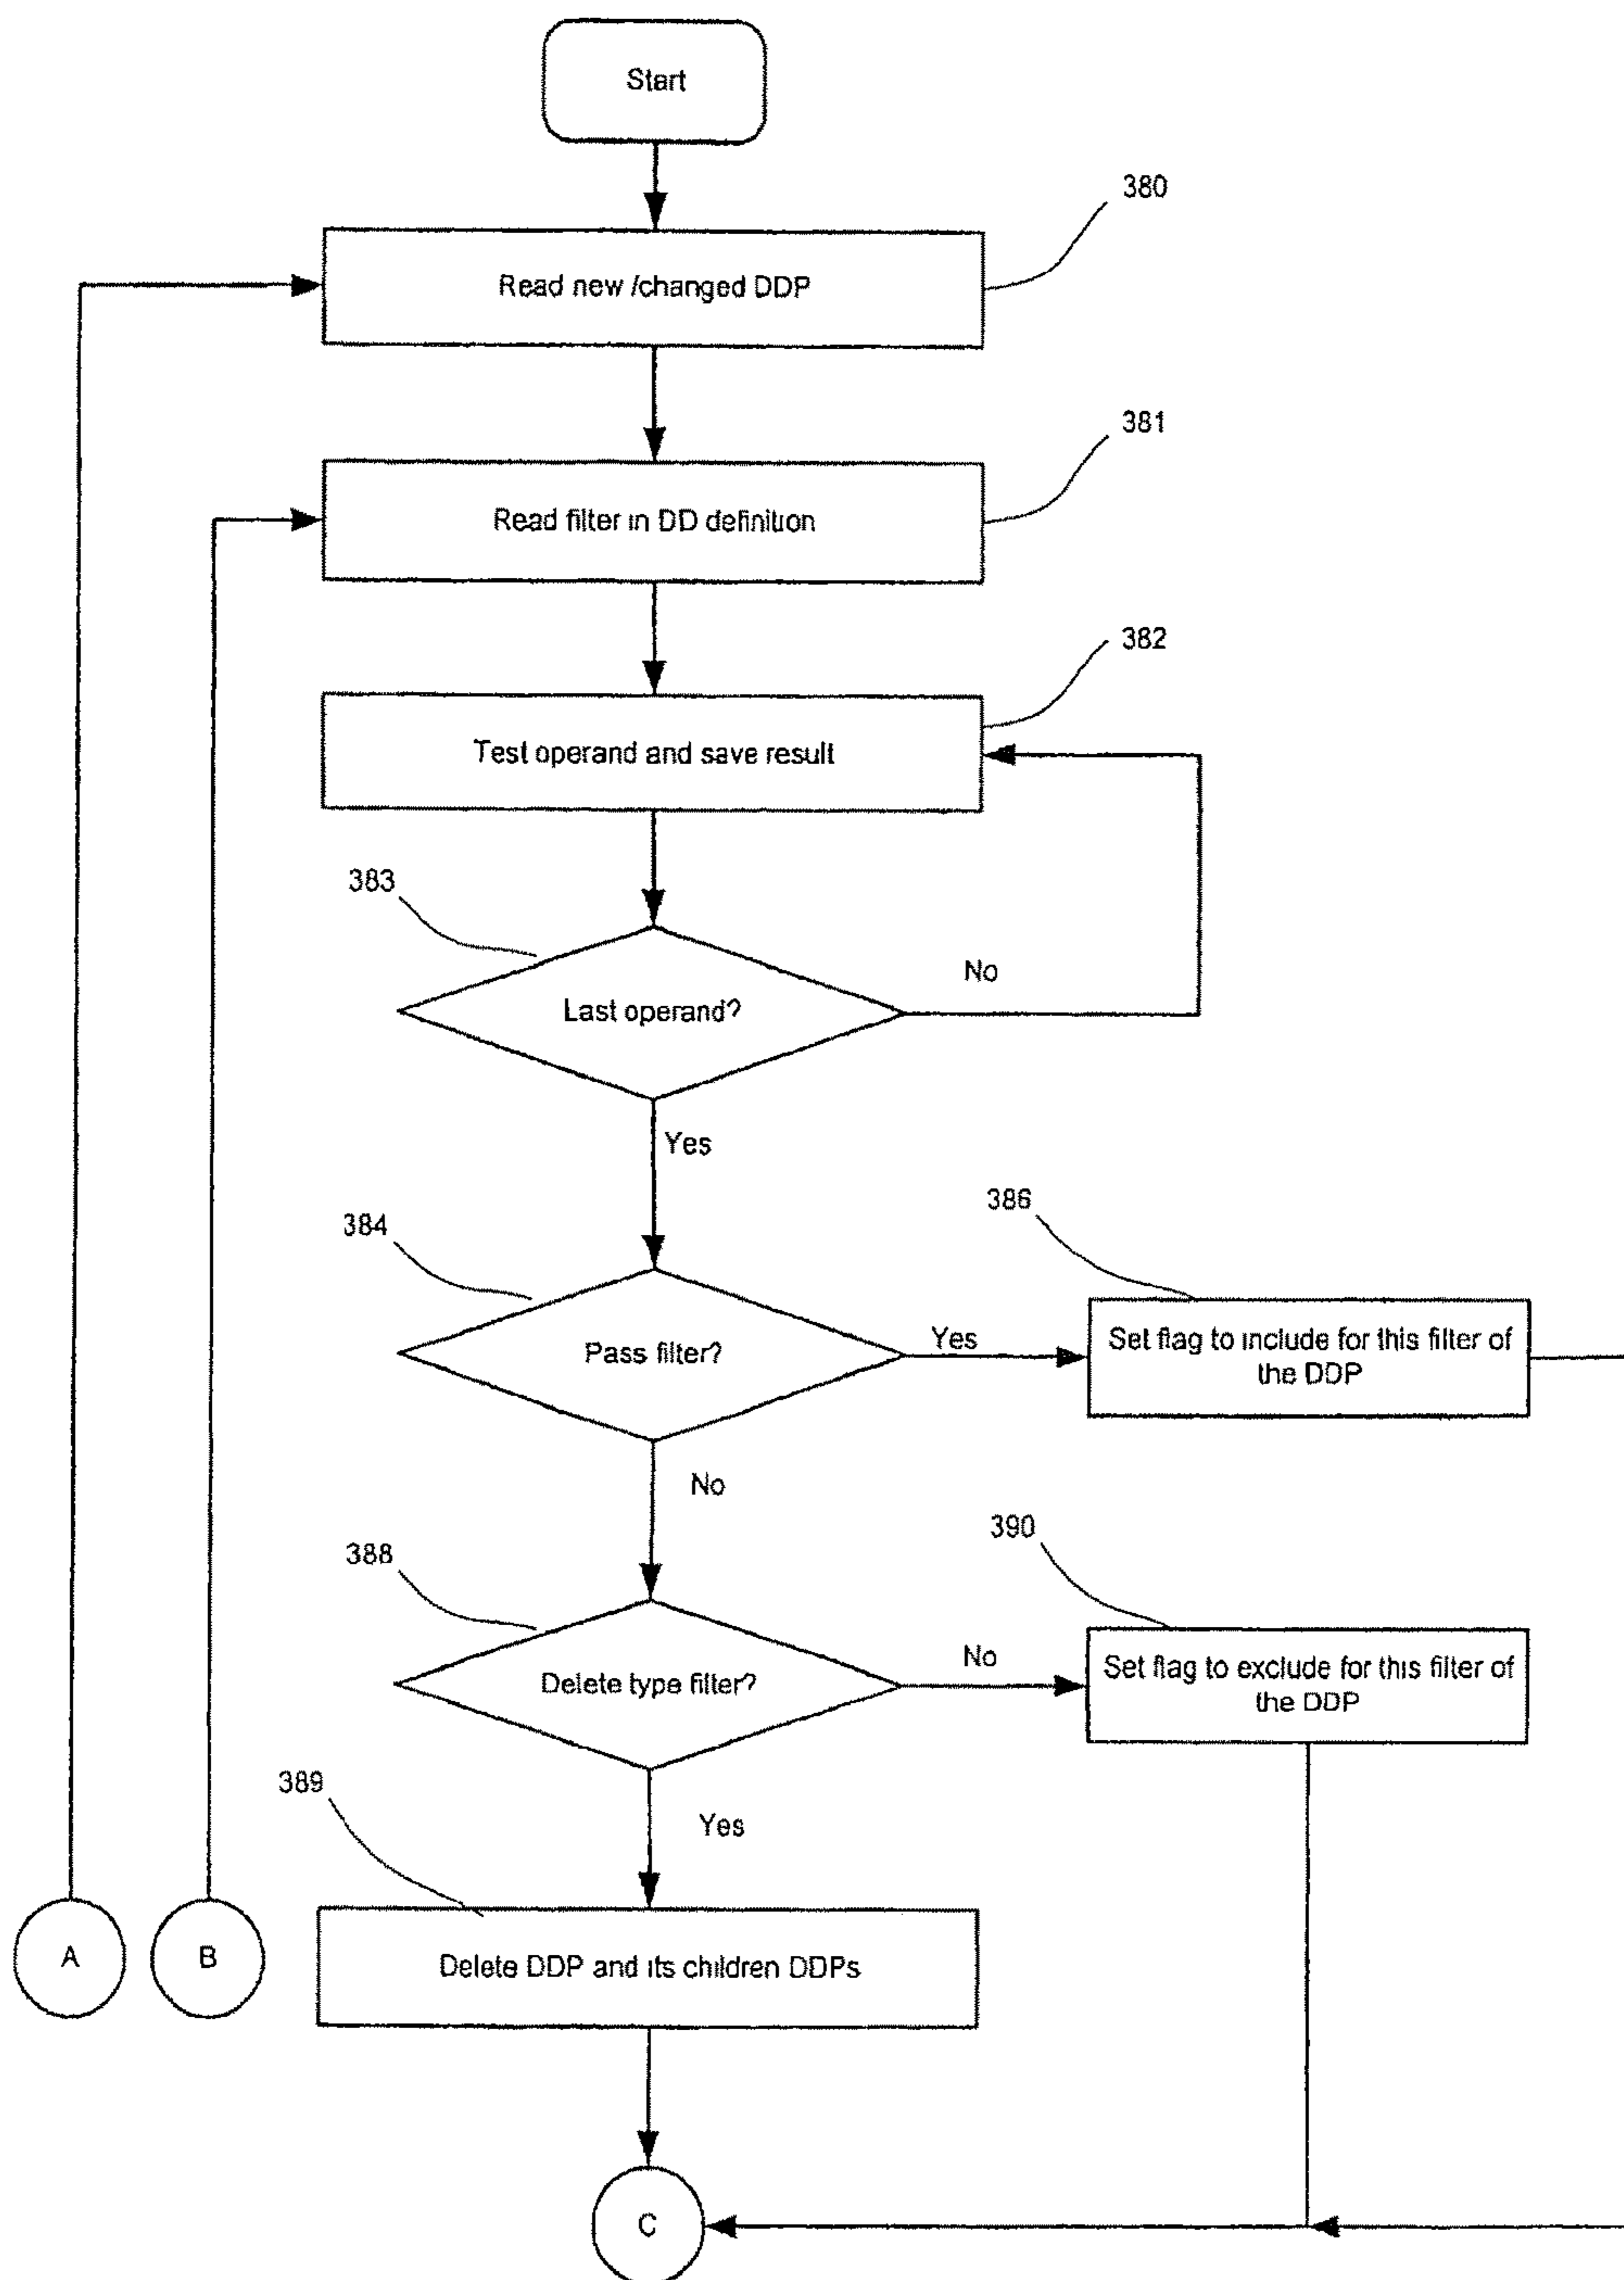 Start
380
Read new /changed DDP
381
Read filter in DD definition
382
Test operand and save result
383
Last operand?
No
Yes
384
Pass filter?
Yes
386
Set flag to include for this filter of
the DDP
No
388
Delete type filter?
No
390
Set flag to exclude for this filter of
the DDP
389
Yes
Delete DDP and its children DDPs
A
B
C